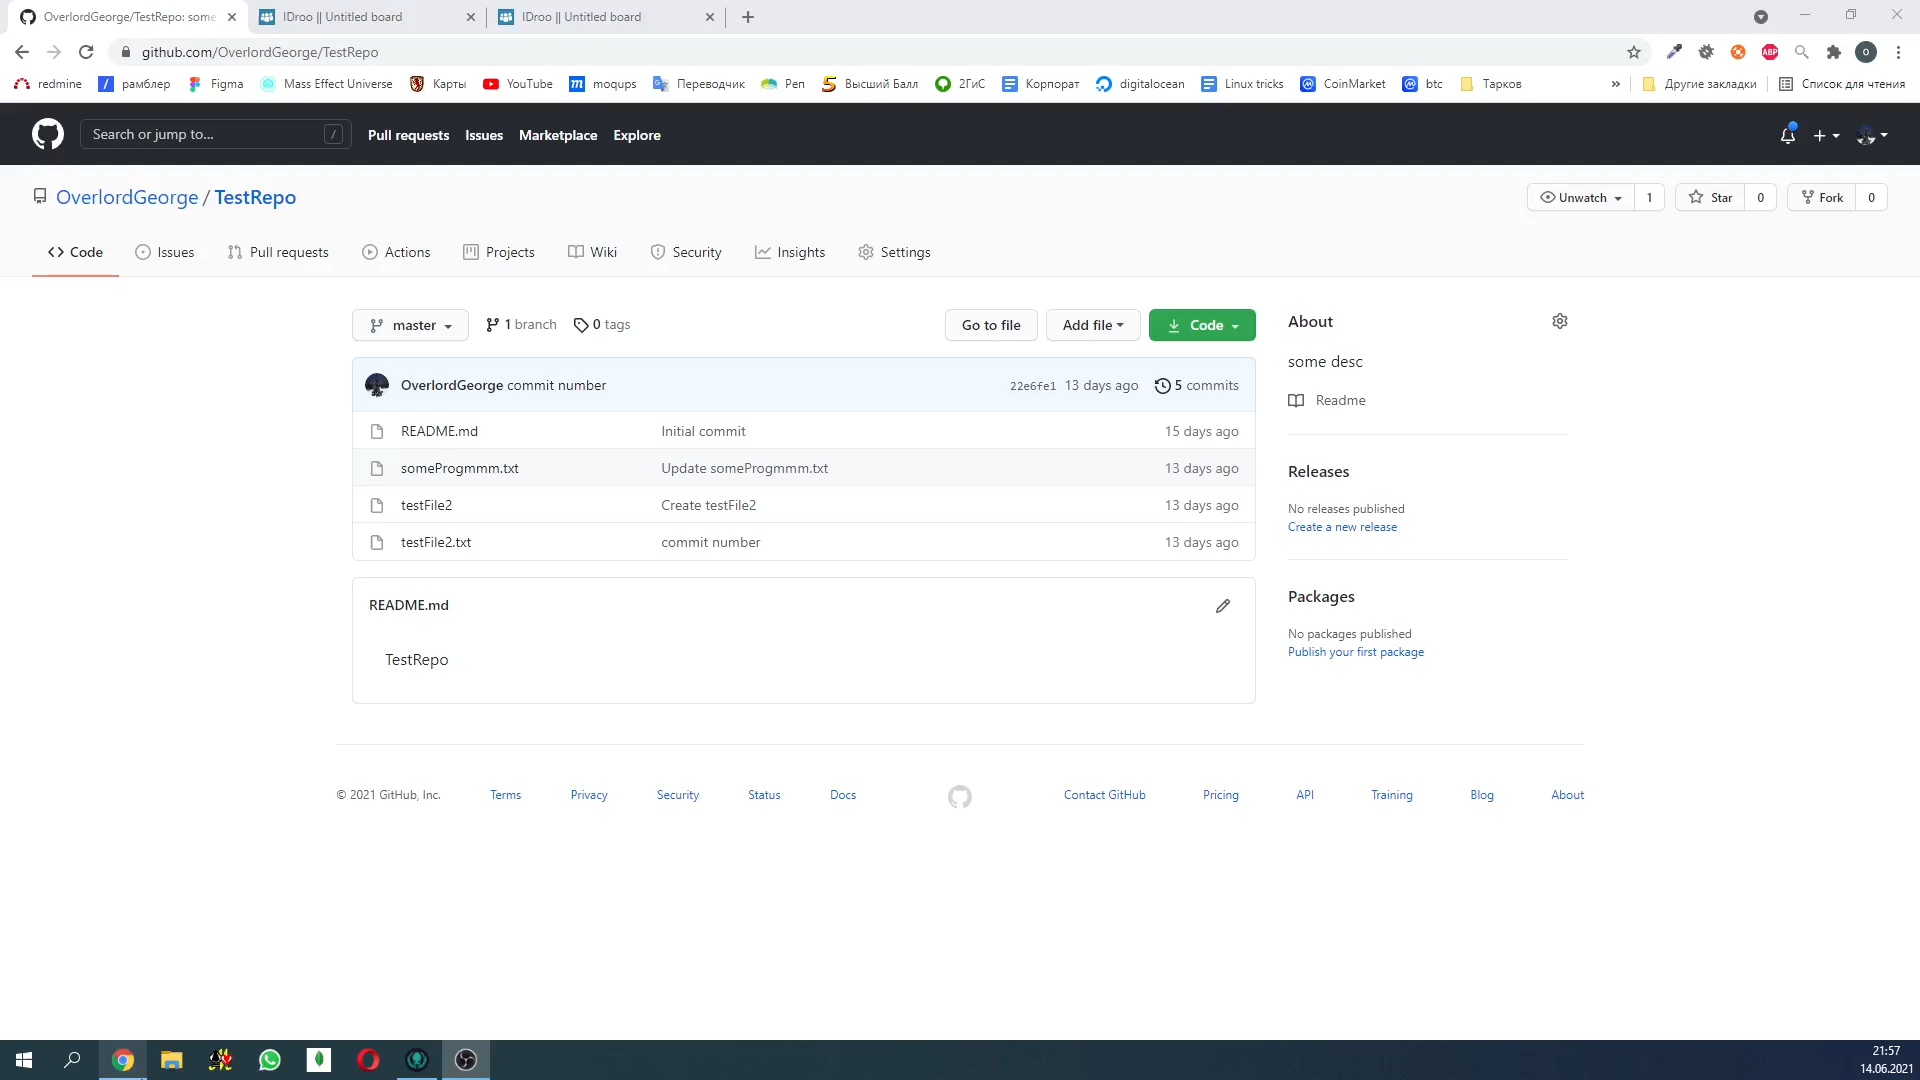 OverlordGeorge/TestRepo: some
IDroo || Untitled board
IDroo || Untitled board
github.com/OverlordGeorge/TestRepo
ABP
O
redmine
рамблер
Figma
Mass Effect Universe
Карты
YouTube
m moqups
Переводчик
Реп
5 Высший Балл
2ГиС
Корпорат
digitalocean
Linux tricks
CoinMarket
btc
Тарков
»
Другие закладки
Список для чтения
Search or jump to... /
Pull requests
Issues
Marketplace
Explore
OverlordGeorge / TestRepo
Unwatch 1
Star 0
Fork 0
Code
Issues
Pull requests
Actions
Projects
Wiki
Security
Insights
Settings
master
1 branch
0 tags
Go to file
Add file
Code
OverlordGeorge commit number 22e6fe1 13 days ago 5 commits
README.md Initial commit 15 days ago
someProgmmm.txt Update someProgmmm.txt 13 days ago
testFile2 Create testFile2 13 days ago
testFile2.txt commit number 13 days ago
README.md
TestRepo
About
some desc
Readme
Releases
No releases published
Create a new release
Packages
No packages published
Publish your first package
© 2021 GitHub, Inc. Terms Privacy Security Status Docs Contact GitHub Pricing API Training Blog About
21:57
14.06.2021